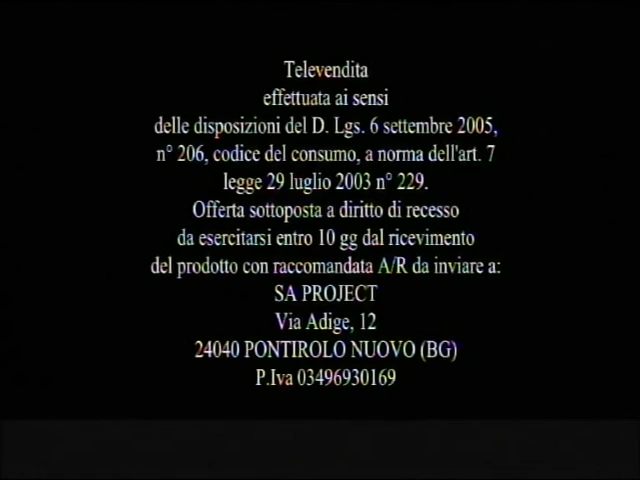 Televendita
effettuata ai sensi
delle disposizioni del D. Lgs. 6 settembre 2005,
n° 206, codice del consumo, a norma dell'art. 7
legge 29 luglio 2003 n° 229.
Offerta sottoposta a diritto di recesso
da esercitarsi entro 10 gg dal ricevimento
del prodotto con raccomandata A/R da inviare a:
SA PROJECT
Via Adige, 12
24040 PONTIROLO NUOVO (BG)
P.Iva 03496930169